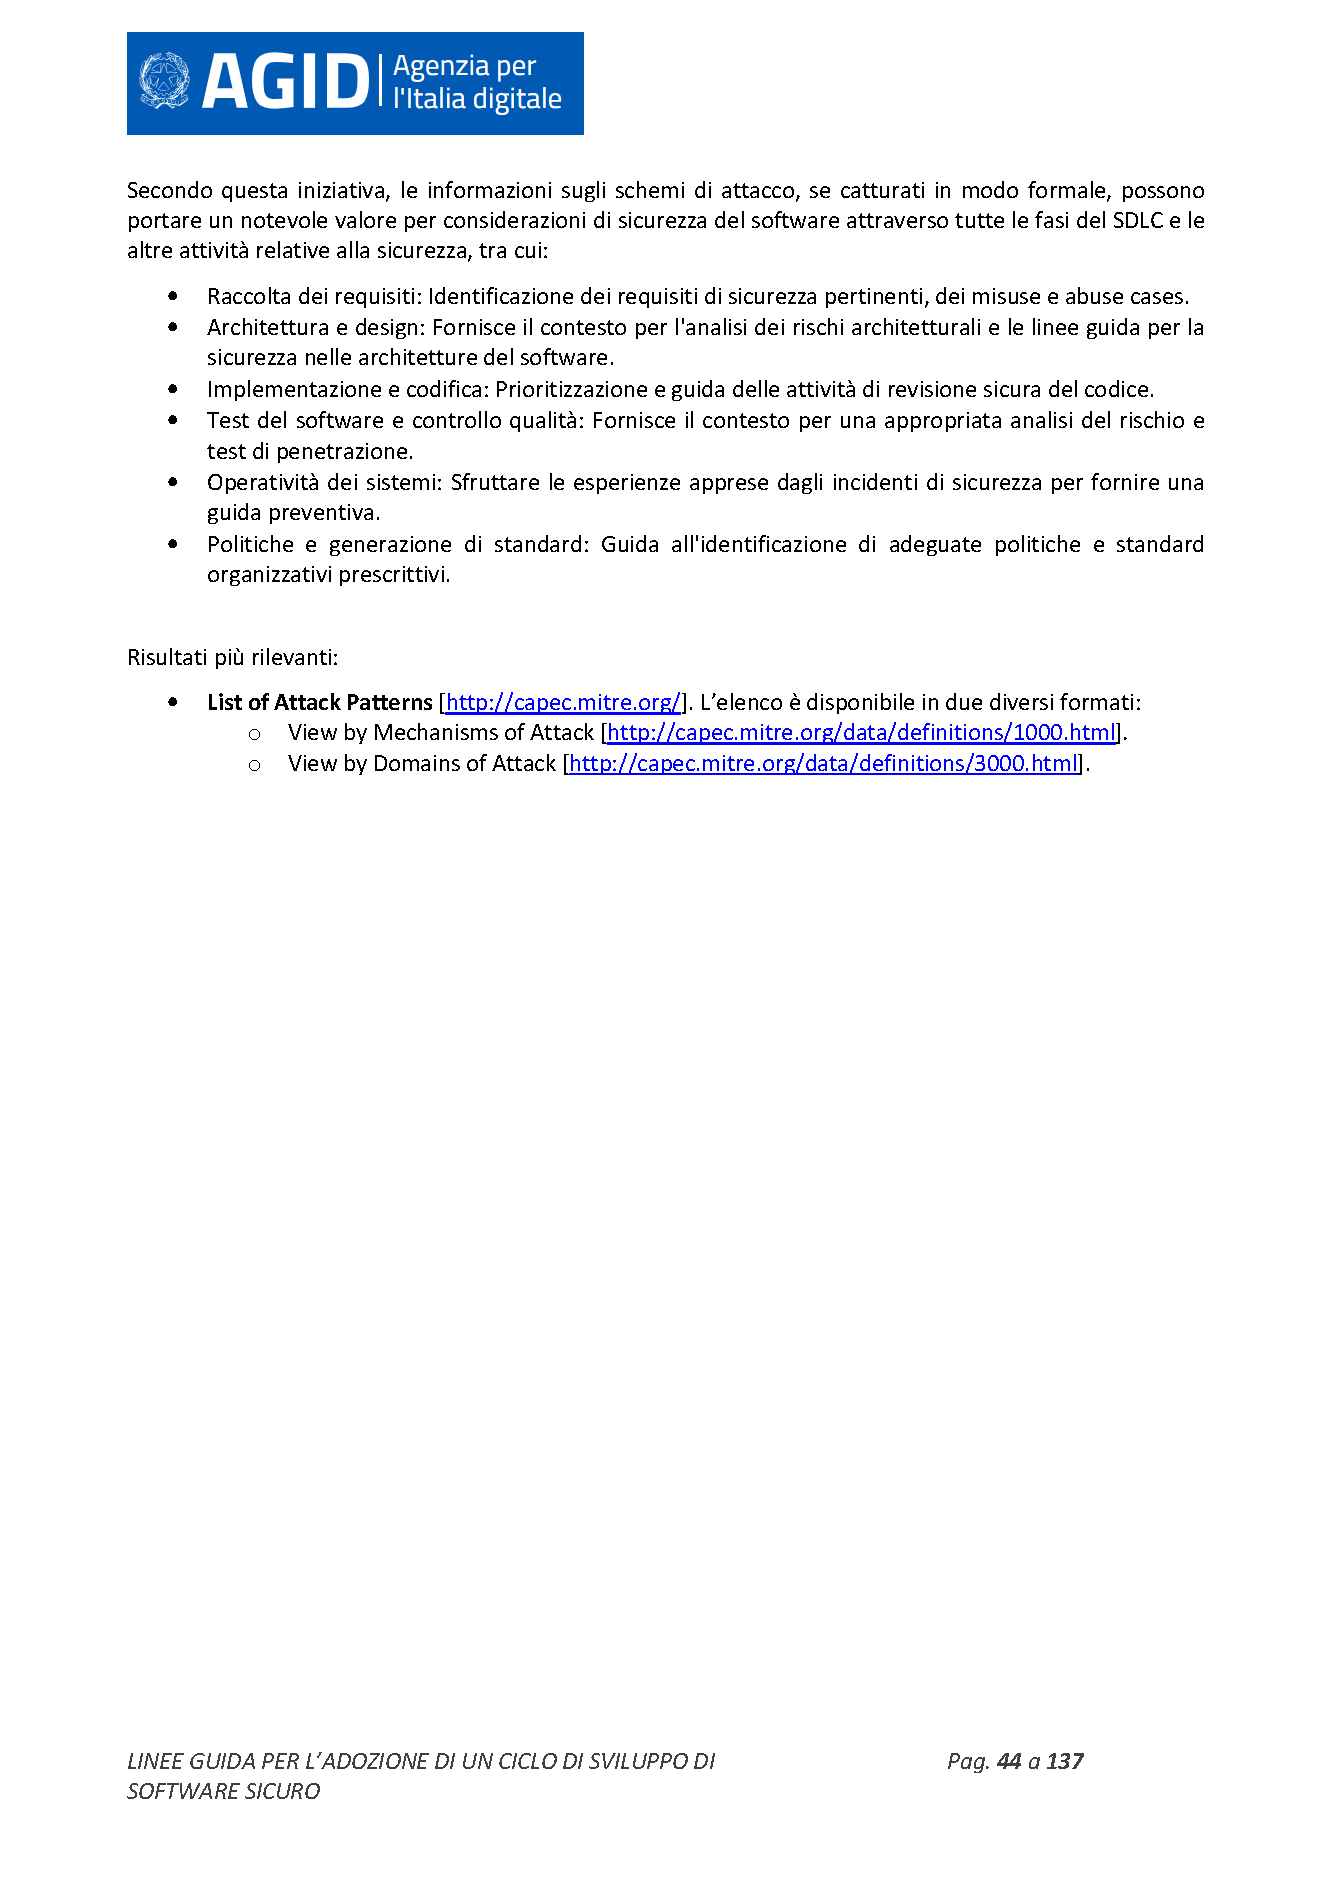 AGID Agenzia per
l'Italia digitale
Secondo questa iniziativa, le informazioni sugli schemi di attacco, se catturati in modo formale, possono
portare un notevole valore per considerazioni di sicurezza del software attraverso tutte le fasi del SDLC e le
altre attività relative alla sicurezza, tra cui:
• Raccolta dei requisiti: Identificazione dei requisiti di sicurezza pertinenti, dei misuse e abuse cases.
• Architettura e design: Fornisce il contesto per l'analisi dei rischi architetturali e le linee guida per la
sicurezza nelle architetture del software.
• Implementazione e codifica: Prioritizzazione e guida delle attività di revisione sicura del codice.
• Test del software e controllo qualità: Fornisce il contesto per una appropriata analisi del rischio e
test di penetrazione.
• Operatività dei sistemi: Sfruttare le esperienze apprese dagli incidenti di sicurezza per fornire una
guida preventiva.
• Politiche e generazione di standard: Guida all'identificazione di adeguate politiche e standard
organizzativi prescrittivi.
Risultati più rilevanti:
• List of Attack Patterns [http://capec.mitre.org/]. L’elenco è disponibile in due diversi formati:
o View by Mechanisms of Attack [http://capec.mitre.org/data/definitions/1000.html].
o View by Domains of Attack [http://capec.mitre.org/data/definitions/3000.html].
LINEE GUIDA PER L’ADOZIONE DI UN CICLO DI SVILUPPO DI Pag. 44 a 137
SOFTWARE SICURO